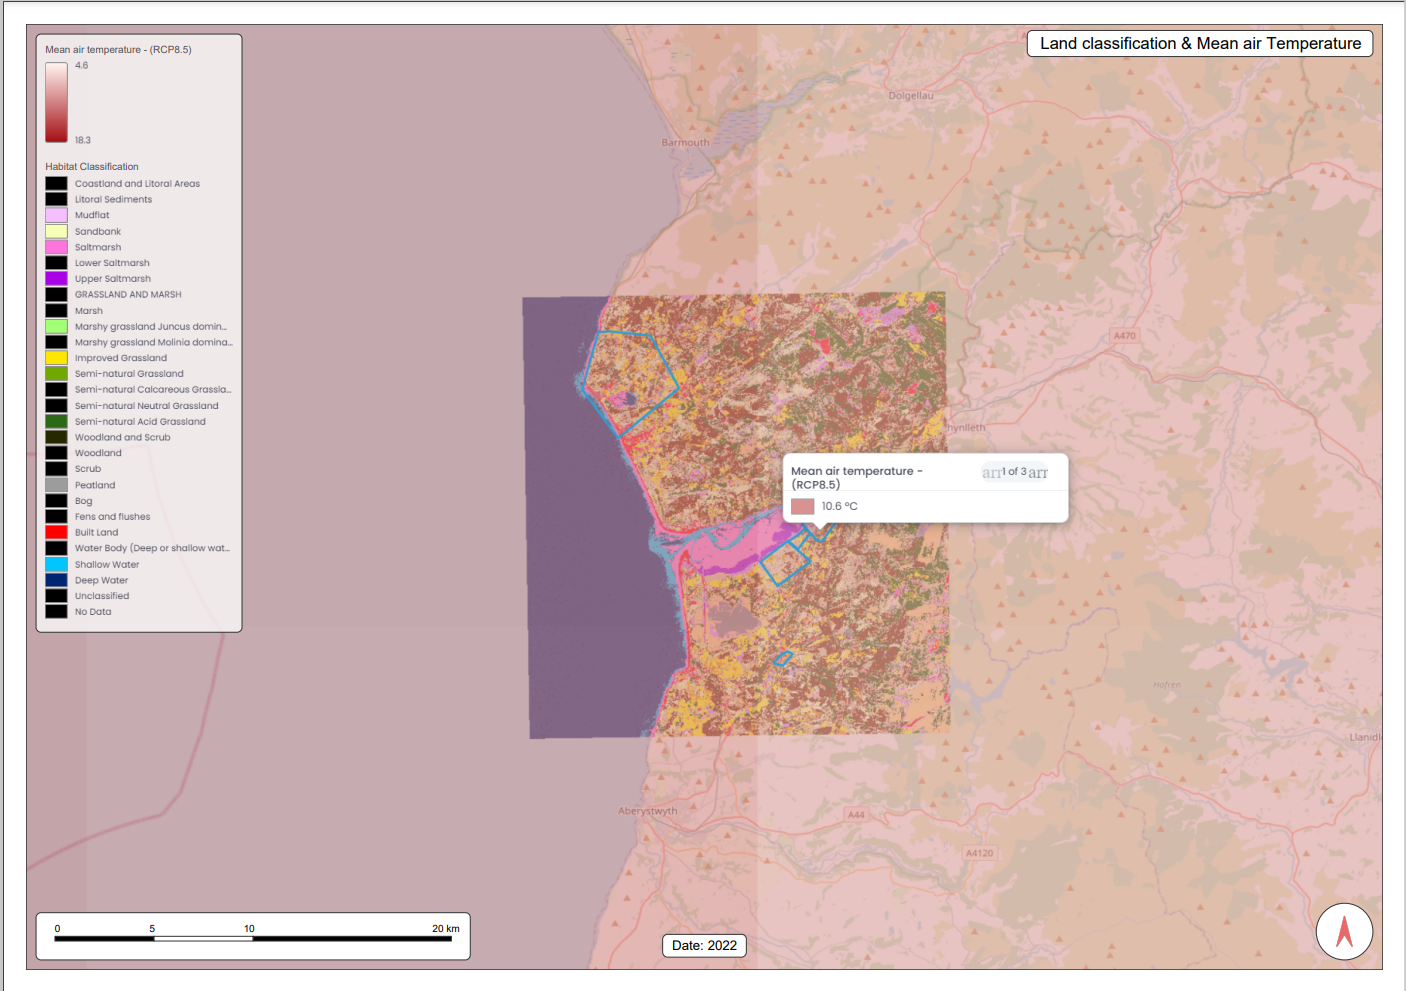 Land classification & Mean air Temperature
Mean air temperature - (RCP8.5)
4.6
18.3
Habitat Classification
Coastland and Litoral Areas
Litoral Sediments
Mudflat
Sandbank
Saltmarsh
Lower Saltmarsh
Upper Saltmarsh
GRASSLAND AND MARSH
Marsh
Marshy grassland Juncus domin...
Marshy grassland Molinia domina...
Improved Grassland
Semi-natural Grassland
Semi-natural Calcareous Grassla...
Semi-natural Neutral Grassland
Semi-natural Acid Grassland
Woodland and Scrub
Woodland
Scrub
Peatland
Bog
Fens and flushes
Built Land
Water Body (Deep or shallow wat...
Shallow Water
Deep Water
Unclassified
No Data
Dolgellau
Barmouth
A470
hynlleth
Mean air temperature -
(RCP8.5)
arr1 of 3 arr
10.6 °C
Hafren
Llanidl
Aberystwyth
A44
A4120
0 5 10 20 km
Date: 2022